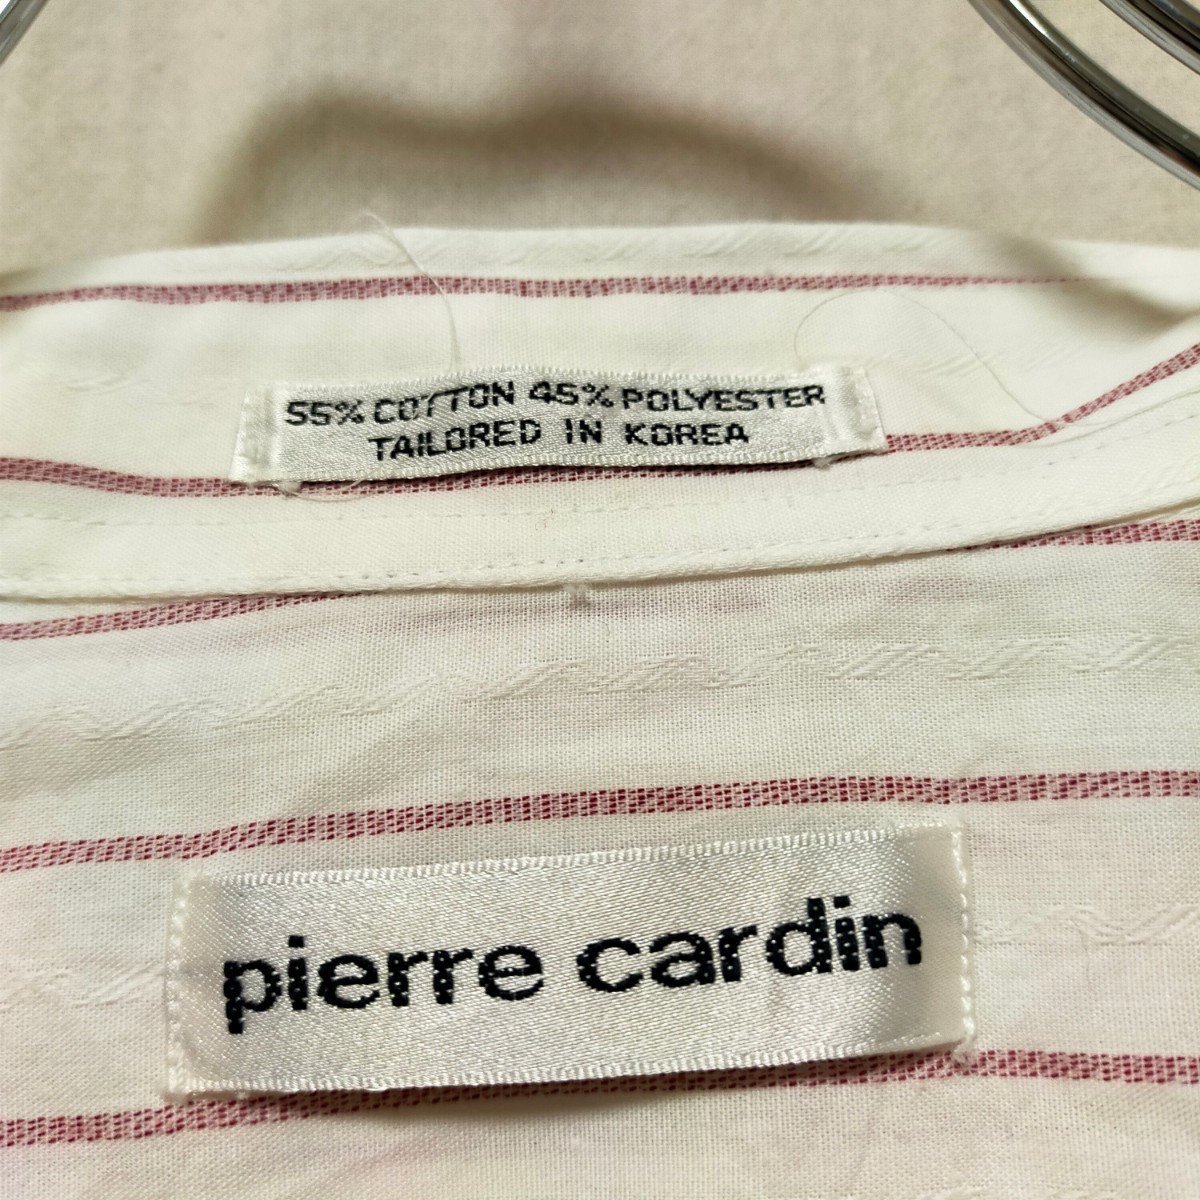 55% COTTON 45% POLYESTER
TAILORED IN KOREA
pierre cardin